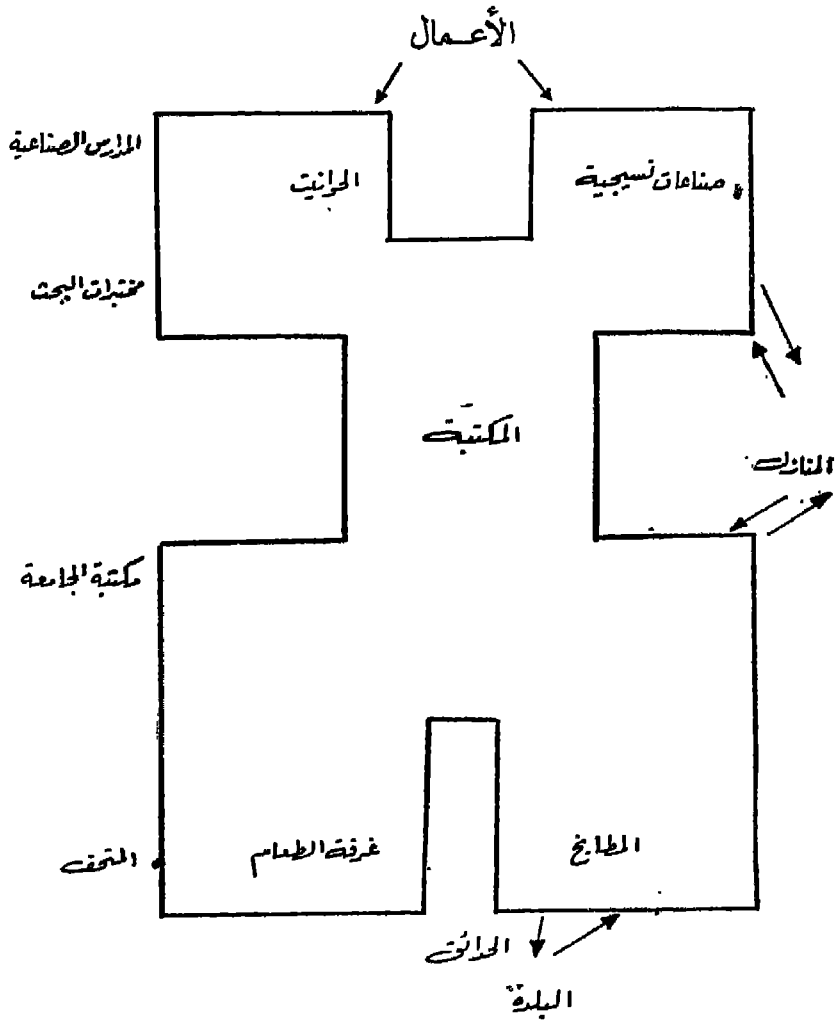 الأعمال
المدارس الصناعية
الحوانيت
صناعات نسيجية
مختبرات البحث
المكتبة
المنازل
مكتبة الجامعة
المتحف
غرفة الطعام
المطابخ
الحدائق
البلدة